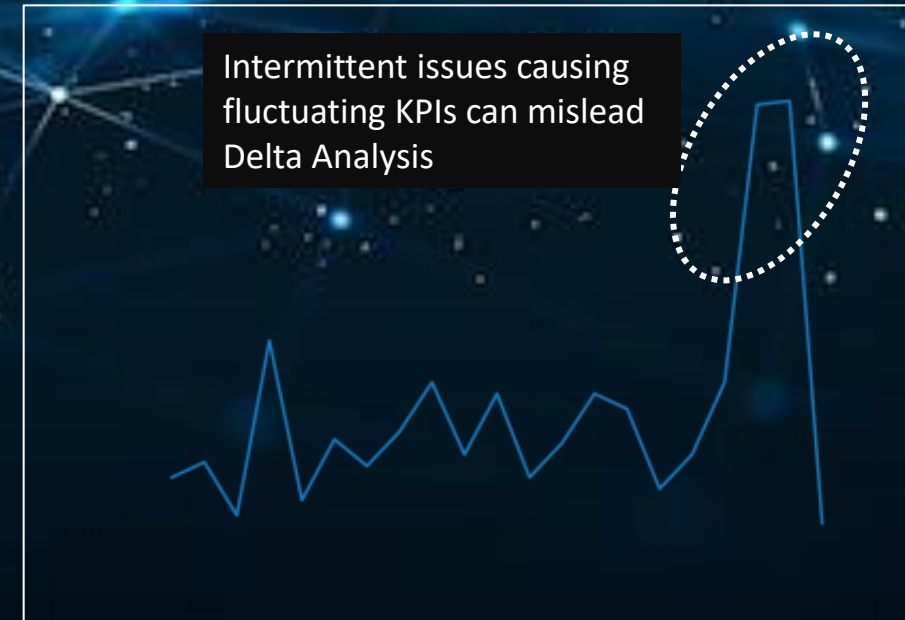 Intermittent issues causing
fluctuating KPIs can mislead
Delta Analysis